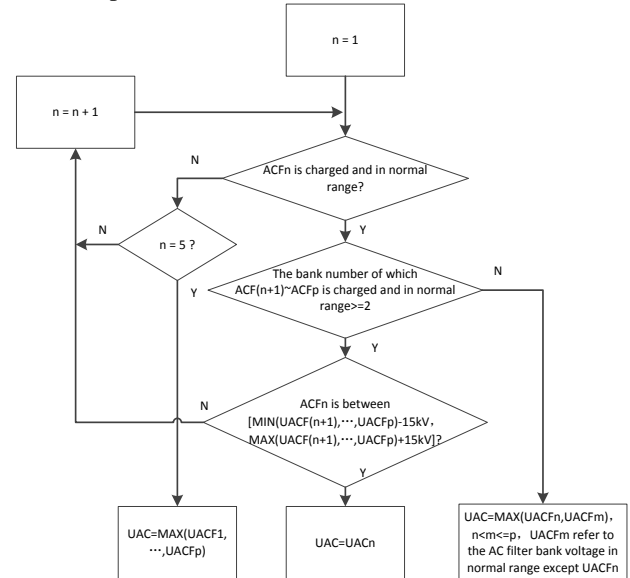 n = 1
n = n + 1
N
ACFn is charged and in normal
range?
Y
N
n = 5 ?
Y
The bank number of which
ACF(n+1)~ACFp is charged and in normal
range>=2
N
Y
N
ACFn is between
[MIN(UACF(n+1),⋯,UACFp)-15kV，
MAX(UACF(n+1),⋯,UACFp)+15kV]?
Y
UAC=MAX(UACF1,
⋯,UACFp)
UAC=UACn
UAC=MAX(UACFn,UACFm)，
n<m<=p，UACFm refer to
the AC filter bank voltage in
normal range except UACFn